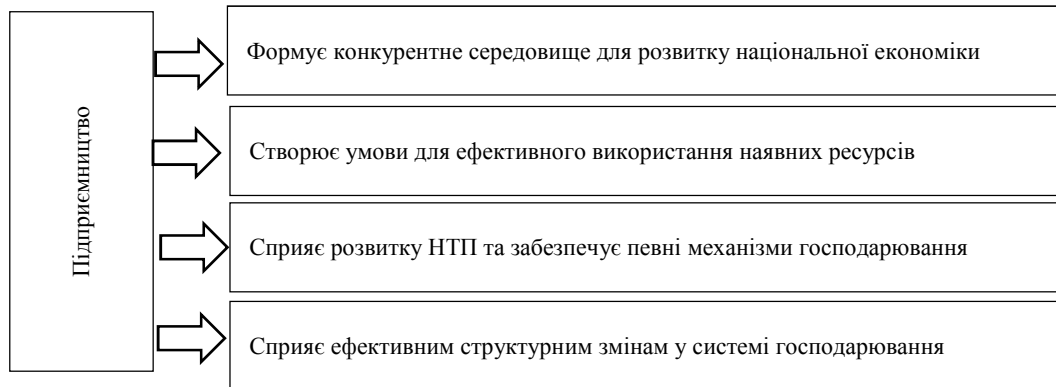 Підприємництво
Формує конкурентне середовище для розвитку національної економіки
Створює умови для ефективного використання наявних ресурсів
Сприяє розвитку НТП та забезпечує певні механізми господарювання
Сприяє ефективним структурним змінам у системі господарювання